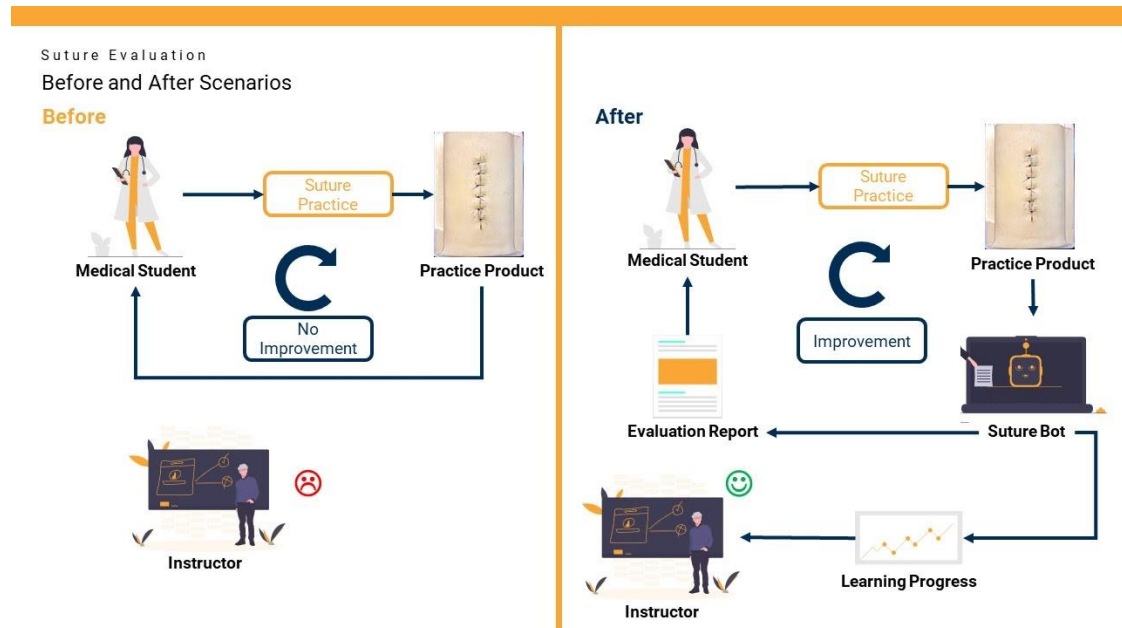 Suture Evaluation
Before and After Scenarios
Before
Suture
Practice
Medical Student
Practice Product
No
Improvement
Instructor
After
Suture
Practice
Medical Student
Practice Product
Improvement
Evaluation Report
Suture Bot
Learning Progress
Instructor